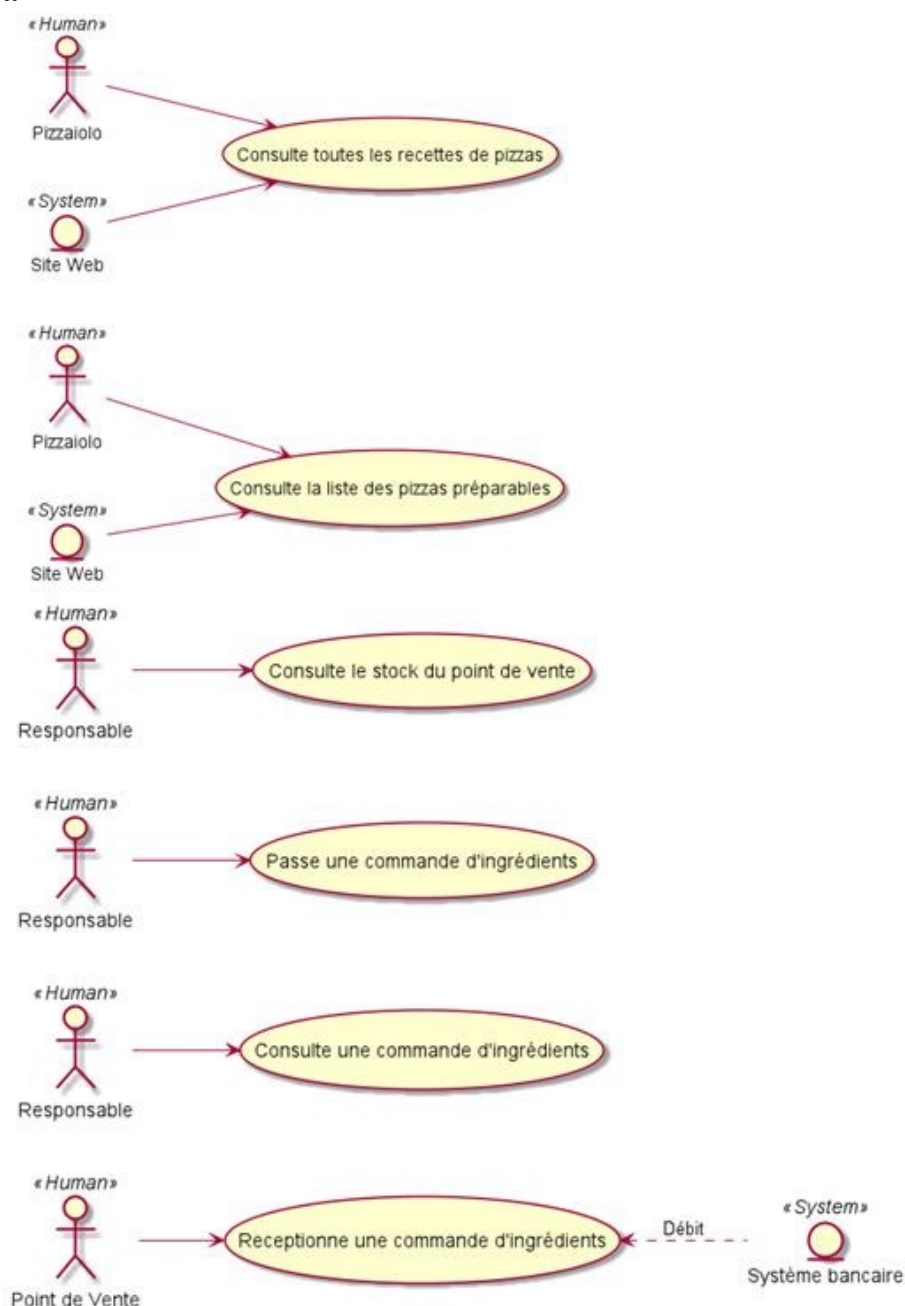 «Human»
Pizzaiolo
Consulte toutes les recettes de pizzas
«System»
Site Web
«Human»
Pizzaiolo
Consulte la liste des pizzas préparables
«System»
Site Web
«Human»
Consulte le stock du point de vente
Responsable
«Human»
Passe une commande d'ingrédients
Responsable
«Human»
Consulte une commande d'ingrédients
Responsable
«Human»
Receptionne une commande d'ingrédients
Point de Vente
Débit
«System»
Système bancaire